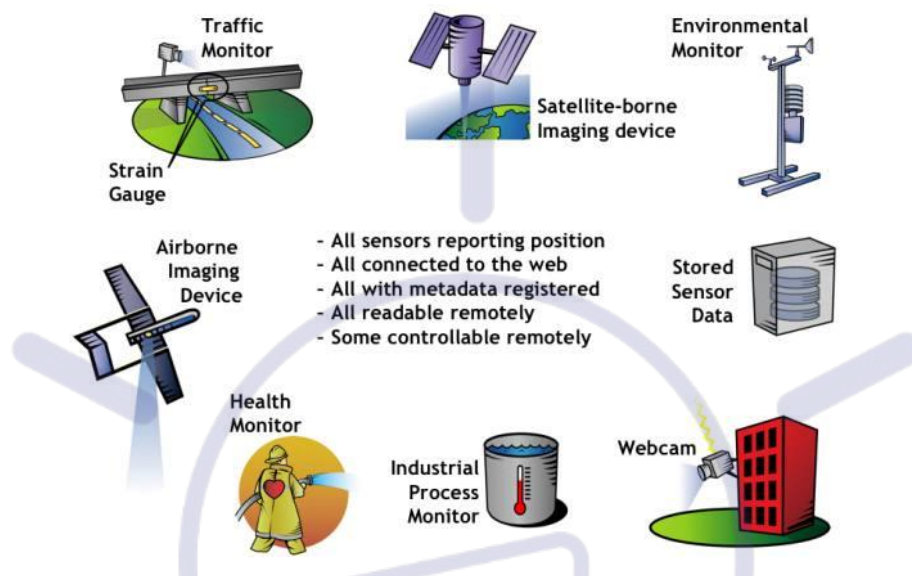 Traffic
Monitor
Strain
Gauge
Satellite-borne
Imaging device
Environmental
Monitor
Airborne
Imaging
Device
- All sensors reporting position
- All connected to the web
- All with metadata registered
- All readable remotely
- Some controllable remotely
Stored
Sensor
Data
Health
Monitor
Industrial
Process
Monitor
Webcam